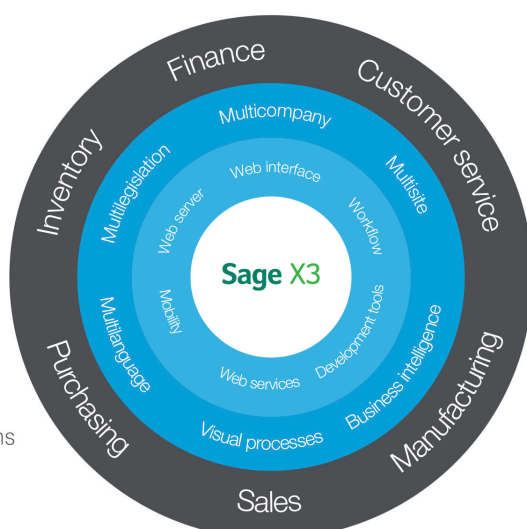 Finance
Customer service
Manufacturing
Sales
Purchasing
Inventory
Multicompany
Multisite
Business intelligence
Visual processes
Multilanguage
Multilegislation
Web interface
Workflow
Development tools
Web services
Mobility
Web server
Sage X3